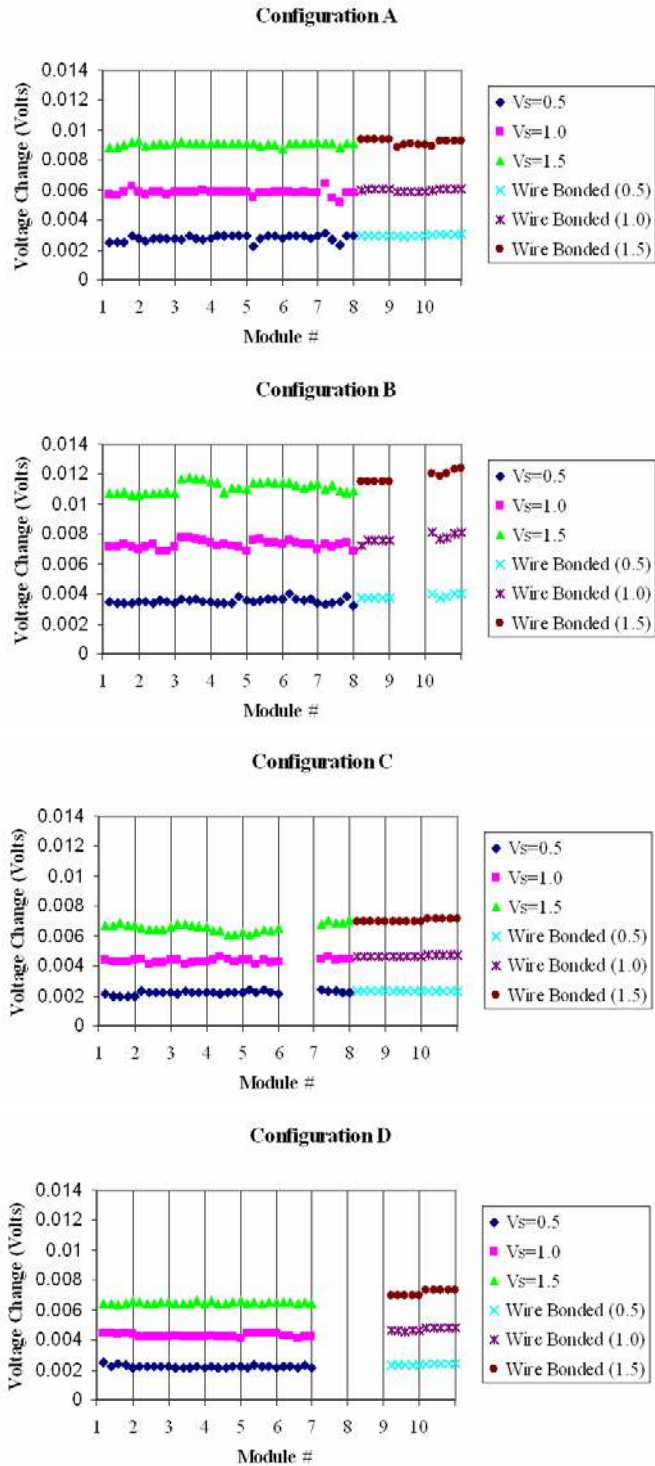 Configuration A
Voltage Change (Volts)
0.014
0.012
0.01
0.008
0.006
0.004
0.002
0
1 2 3 4 5 6 7 8 9 10
Module #
Vs=0.5
Vs=1.0
Vs=1.5
Wire Bonded (0.5)
Wire Bonded (1.0)
Wire Bonded (1.5)
Configuration B
Voltage Change (Volts)
0.014
0.012
0.01
0.008
0.006
0.004
0.002
0
1 2 3 4 5 6 7 8 9 10
Module #
Vs=0.5
Vs=1.0
Vs=1.5
Wire Bonded (0.5)
Wire Bonded (1.0)
Wire Bonded (1.5)
Configuration C
Voltage Change (Volts)
0.014
0.012
0.01
0.008
0.006
0.004
0.002
0
1 2 3 4 5 6 7 8 9 10
Module #
Vs=0.5
Vs=1.0
Vs=1.5
Wire Bonded (0.5)
Wire Bonded (1.0)
Wire Bonded (1.5)
Configuration D
Voltage Change (Volts)
0.014
0.012
0.01
0.008
0.006
0.004
0.002
0
1 2 3 4 5 6 7 8 9 10
Module #
Vs=0.5
Vs=1.0
Vs=1.5
Wire Bonded (0.5)
Wire Bonded (1.0)
Wire Bonded (1.5)